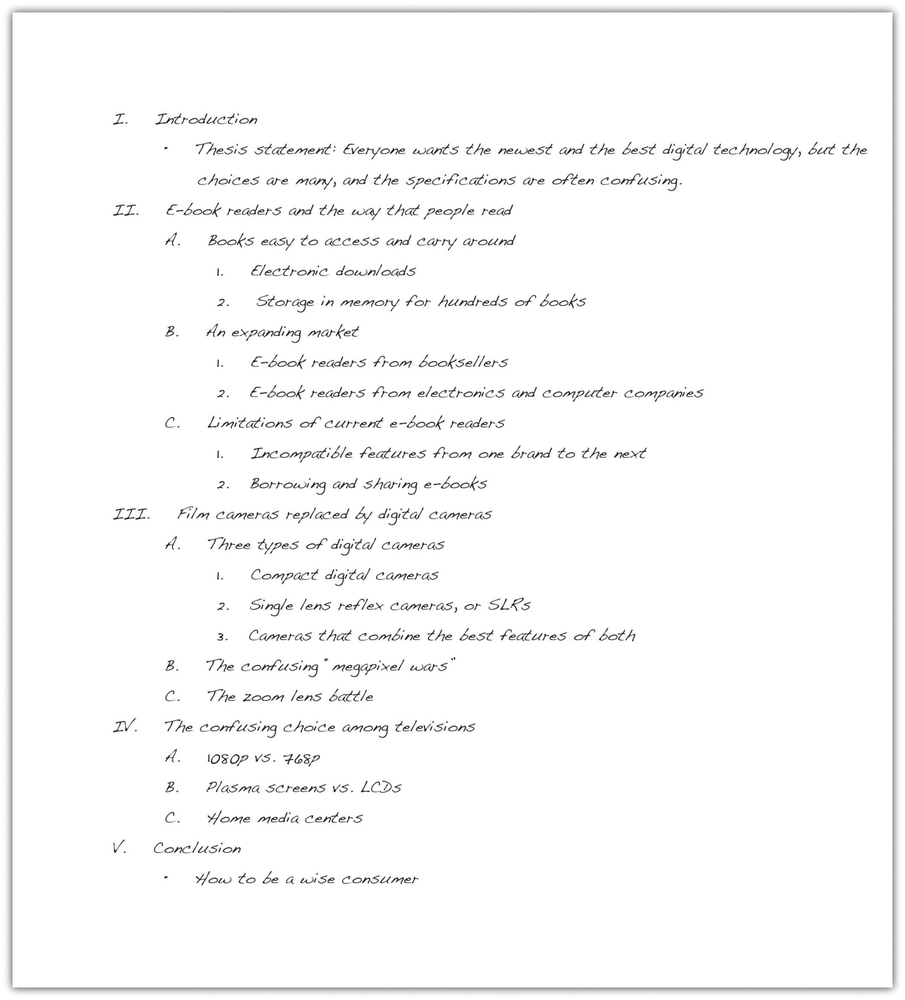 I. Introduction
• Thesis statement: Everyone wants the newest and the best digital technology, but the
choices are many, and the specifications are often confusing.
II. E-book readers and the way that people read
A. Books easy to access and carry around
1. Electronic downloads
2. Storage in memory for hundreds of books
B. An expanding market
1. E-book readers from booksellers
2. E-book readers from electronics and computer companies
C. Limitations of current e-book readers
1. Incompatible features from one brand to the next
2. Borrowing and sharing e-books
III. Film cameras replaced by digital cameras
A. Three types of digital cameras
1. Compact digital cameras
2. Single lens reflex cameras, or SLRs
3. Cameras that combine the best features of both
B. The confusing "megapixel wars"
C. The zoom lens battle
IV. The confusing choice among televisions
A. 1080p vs. 768p
B. Plasma screens vs. LCDs
C. Home media centers
V. Conclusion
• How to be a wise consumer